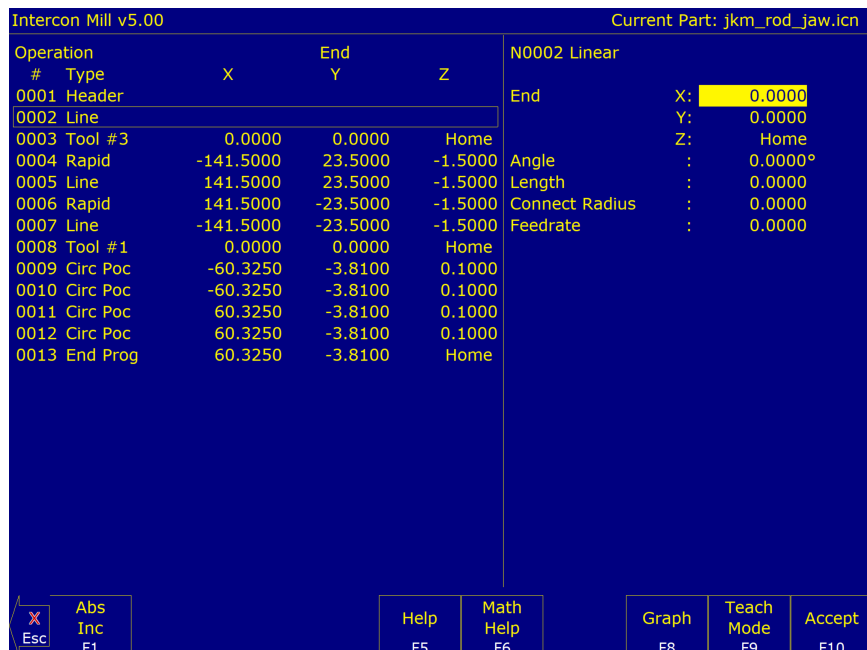 Intercon Mill v5.00 Current Part: jkm_rod_jaw.icn
Operation End
# Type X Y Z
0001 Header
0002 Line
0003 Tool #3 0.0000 0.0000 Home
0004 Rapid -141.5000 23.5000 -1.5000
0005 Line 141.5000 23.5000 -1.5000
0006 Rapid 141.5000 -23.5000 -1.5000
0007 Line -141.5000 -23.5000 -1.5000
0008 Tool #1 0.0000 0.0000 Home
0009 Circ Poc -60.3250 -3.8100 0.1000
0010 Circ Poc -60.3250 -3.8100 0.1000
0011 Circ Poc 60.3250 -3.8100 0.1000
0012 Circ Poc 60.3250 -3.8100 0.1000
0013 End Prog 60.3250 -3.8100 Home
N0002 Linear
End X: 0.0000
Y: 0.0000
Z: Home
Angle : 0.0000°
Length : 0.0000
Connect Radius : 0.0000
Feedrate : 0.0000
X
Esc
Abs
Inc
F1
Help
F5
Math
Help
F6
Graph
F8
Teach
Mode
F9
Accept
F10